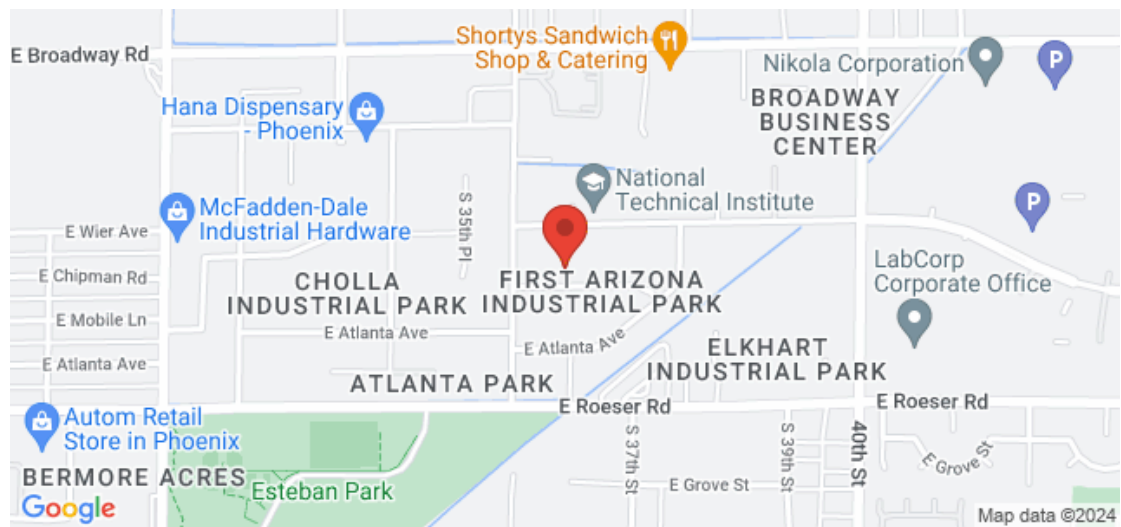 E Broadway Rd
Shortys Sandwich
Shop & Catering
Nikola Corporation
P
Hana Dispensary
- Phoenix
BROADWAY
BUSINESS
CENTER
McFadden-Dale
Industrial Hardware
S 35th Pl
National
Technical Institute
P
E Wier Ave
E Chipman Rd
CHOLLA
INDUSTRIAL PARK
FIRST ARIZONA
INDUSTRIAL PARK
LabCorp
Corporate Office
E Mobile Ln
E Atlanta Ave
E Atlanta Ave
E Atlanta Ave
ELKHART
INDUSTRIAL PARK
ATLANTA PARK
E Roeser Rd
E Roeser Rd
Autom Retail
Store in Phoenix
S 37th St
S 39th St
40th St
E Grove St
BERMORE ACRES
Esteban Park
E Grove St
Google
Map data ©2024